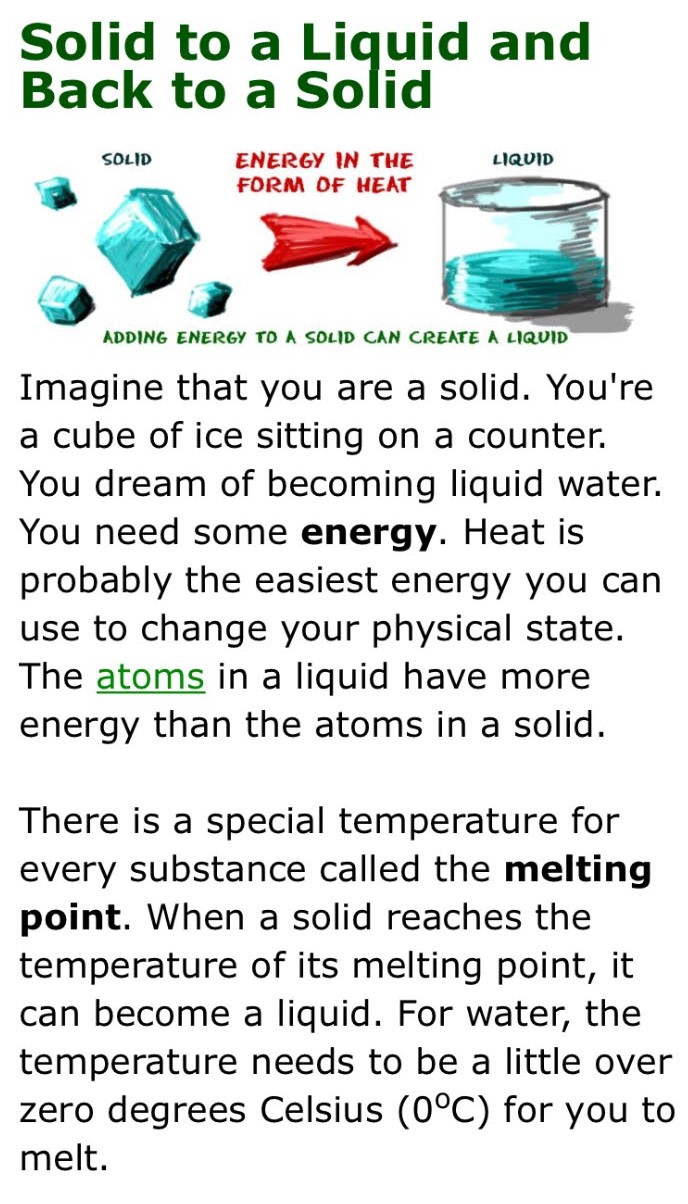 Solid to a Liquid and
Back to a Solid
SOLID
ENERGY IN THE
FORM OF HEAT
LIQUID
ADDING ENERGY TO A SOLID CAN CREATE A LIQUID
Imagine that you are a solid. You're
a cube of ice sitting on a counter.
You dream of becoming liquid water.
You need some energy. Heat is
probably the easiest energy you can
use to change your physical state.
The atoms in a liquid have more
energy than the atoms in a solid.
There is a special temperature for
every substance called the melting
point. When a solid reaches the
temperature of its melting point, it
can become a liquid. For water, the
temperature needs to be a little over
zero degrees Celsius (0ºC) for you to
melt.